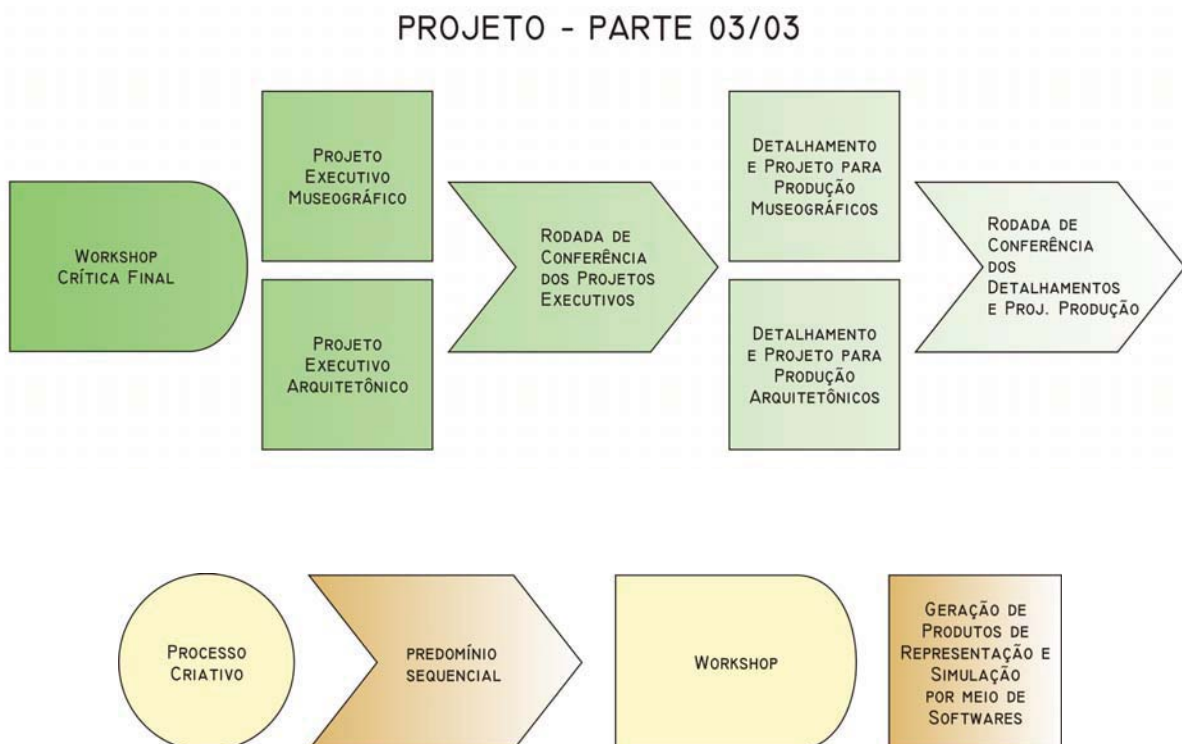 PROJETO - PARTE 03/03
WORKSHOP
CRÍTICA FINAL
PROJETO
EXECUTIVO
MUSEOGRÁFICO
PROJETO
EXECUTIVO
ARQUITETÔNICO
RODADA DE
CONFERÊNCIA
DOS PROJETOS
EXECUTIVOS
DETALHAMENTO
E PROJETO PARA
PRODUÇÃO
MUSEOGRÁFICOS
DETALHAMENTO
E PROJETO PARA
PRODUÇÃO
ARQUITETÔNICOS
RODADA DE
CONFERÊNCIA
DOS
DETALHAMENTOS
E PROJ. PRODUÇÃO
PROCESSO
CRIATIVO
PREDOMÍNIO
SEQUENCIAL
WORKSHOP
GERAÇÃO DE
PRODUTOS DE
REPRESENTAÇÃO E
SIMULAÇÃO
POR MEIO DE
SOFTWARES